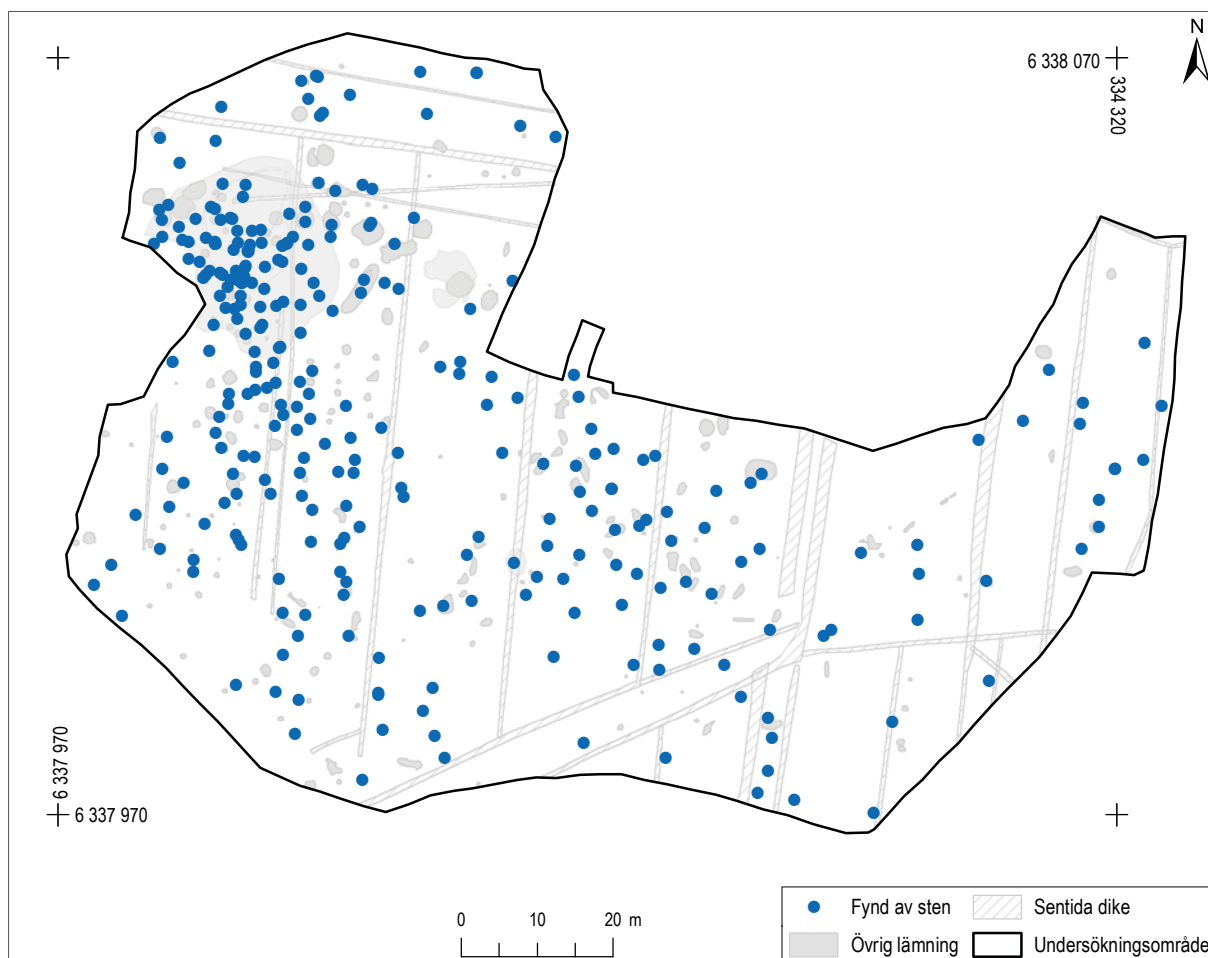 N
6 338 070
334 320
6 337 970
6 337 970
0 10 20 m
Fynd av sten
Sentida dike
Övrig lämning
Undersökningsområde